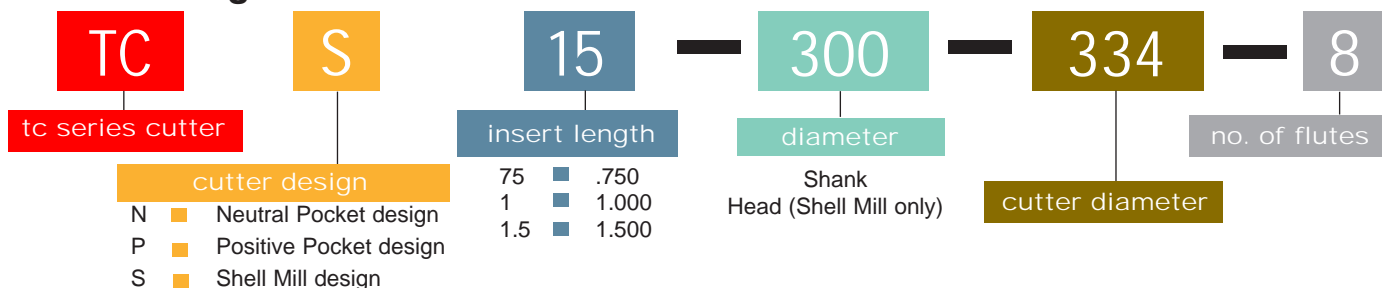 TC S 15 — 300 — 334 — 8
tc series cutter
cutter design
N Neutral Pocket design
P Positive Pocket design
S Shell Mill design
insert length
75 .750
1 1.000
1.5 1.500
diameter
Shank
Head (Shell Mill only)
cutter diameter
no. of flutes